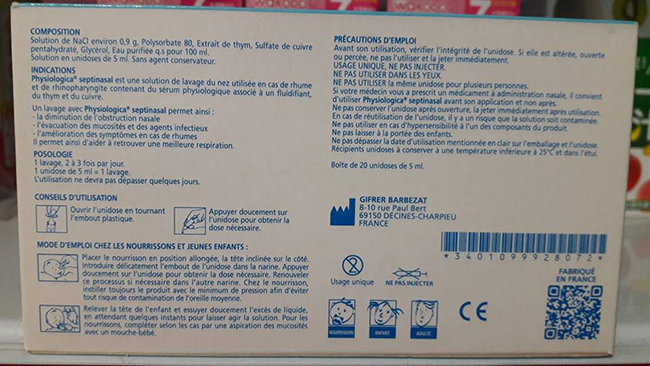 COMPOSITION
Solution de NaCl environ 0,9 g, Polysorbate 80, Extrait de thym, Sulfate de cuivre
pentahydraté, Glycérol, Eau purifiée q.s pour 100 ml.
Solution en unidoses de 5 ml. Sans agent conservateur.
INDICATIONS
Physiologica® septinasal est une solution de lavage du nez utilisée en cas de rhume
et de rhinopharyngite contenant du sérum physiologique associé à un fluidifiant,
du thym et du cuivre.
Un lavage avec Physiologica® septinasal permet ainsi :
- la diminution de l'obstruction nasale
- l'évacuation des mucosités et des agents infectieux
- l'amélioration des symptômes en cas de rhumes
Il permet ainsi d'aider à retrouver une meilleure respiration.
POSOLOGIE
1 lavage, 2 à 3 fois par jour.
1 unidose de 5 ml = 1 lavage.
L'utilisation ne devra pas dépasser quelques jours.
CONSEILS D'UTILISATION
Ouvrir l'unidose en tournant
l'embout plastique.
Appuyer doucement sur
l'unidose pour obtenir la
dose nécessaire.
MODE D'EMPLOI CHEZ LES NOURRISSONS ET JEUNES ENFANTS :
Placer le nourrisson en position allongée, la tête inclinée sur le côté.
Introduire délicatement l'embout de l'unidose dans la narine. Appuyer
doucement sur l'unidose pour obtenir la dose nécessaire. Renouveler
ce processus si nécessaire dans l'autre narine. Chez le nourrisson,
instiller toujours le produit avec le minimum de pression afin d'éviter
tout risque de contamination de l'oreille moyenne.
Relever la tête de l'enfant et essuyer doucement l'excès de liquide,
en attendant quelques instants pour laisser agir la solution. Pour les
nourrissons, compléter selon les cas par une aspiration des mucosités
avec un mouche-bébé.
PRÉCAUTIONS D'EMPLOI
Avant son utilisation, vérifier l'intégrité de l'unidose. Si elle est altérée, ouverte
ou percée, ne pas l'utiliser et la jeter immédiatement.
USAGE UNIQUE, NE PAS INJECTER.
NE PAS UTILISER DANS LES YEUX.
NE PAS UTILISER la même unidose pour plusieurs personnes.
Si votre médecin vous a prescrit un médicament à administration nasale, il convient
d'utiliser Physiologica® septinasal avant son application et non après.
Ne pas conserver l'unidose après ouverture, la jeter immédiatement après utilisation.
En cas de réutilisation de l'unidose, il y a un risque que la solution soit contaminée.
Ne pas utiliser en cas d'hypersensibilité à l'un des composants du produit.
Ne pas laisser à la portée des enfants.
Ne pas dépasser la date d'utilisation mentionnée en clair sur l'emballage et l'unidose.
Récipients unidoses à conserver à une température inférieure à 25°C et dans l'étui.
Boîte de 20 unidoses de 5 ml.
GIFRER BARBEZAT
8-10 rue Paul Bert
69150 DÉCINES-CHARPIEU
FRANCE
*3401099928072*
Usage unique
NE PAS INJECTER
FABRIQUÉ
EN FRANCE
NOURRISSON
ENFANT
ADULTE
CE